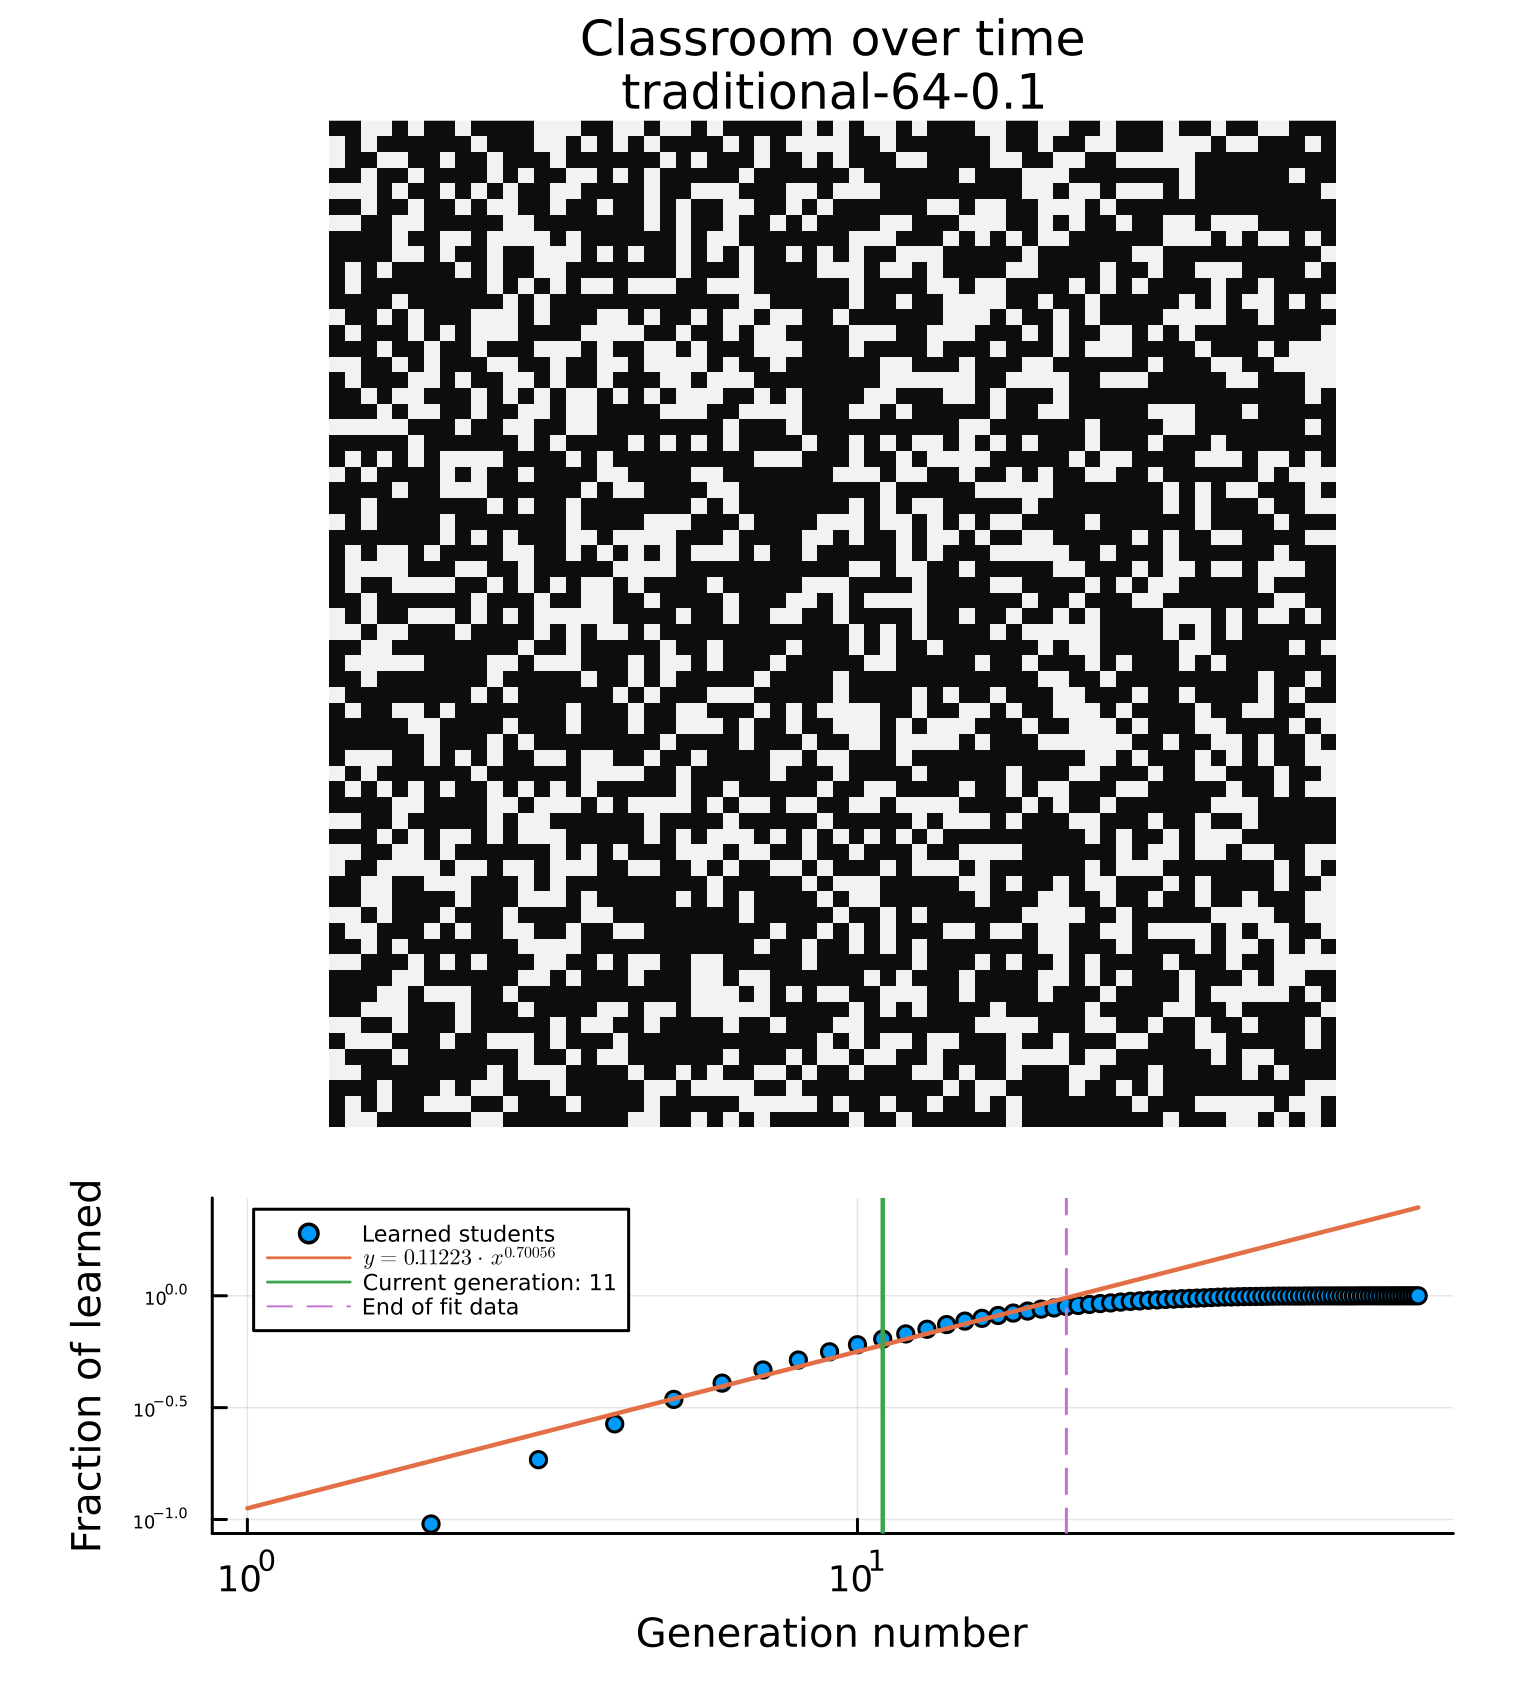 Classroom over time
traditional-64-0.1
Fraction of learned
Learned students
y = 0.11223 · x^0.70056
Current generation: 11
End of fit data
10^0.0
10^−0.5
10^−1.0
10^0
10^1
Generation number